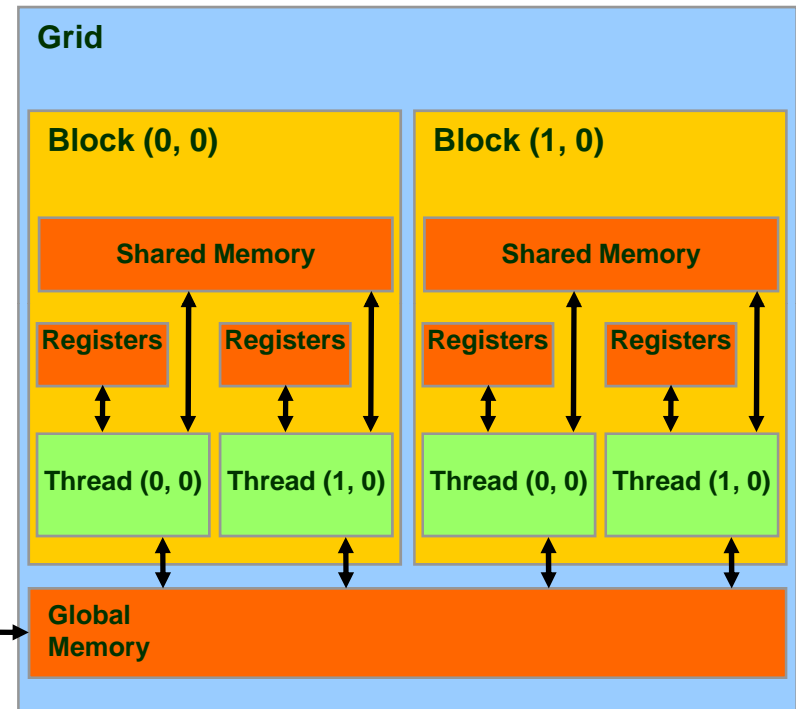 Grid
Block (0, 0)
Block (1, 0)
Shared Memory
Shared Memory
Registers
Registers
Registers
Registers
Thread (0, 0)
Thread (1, 0)
Thread (0, 0)
Thread (1, 0)
Global
Memory